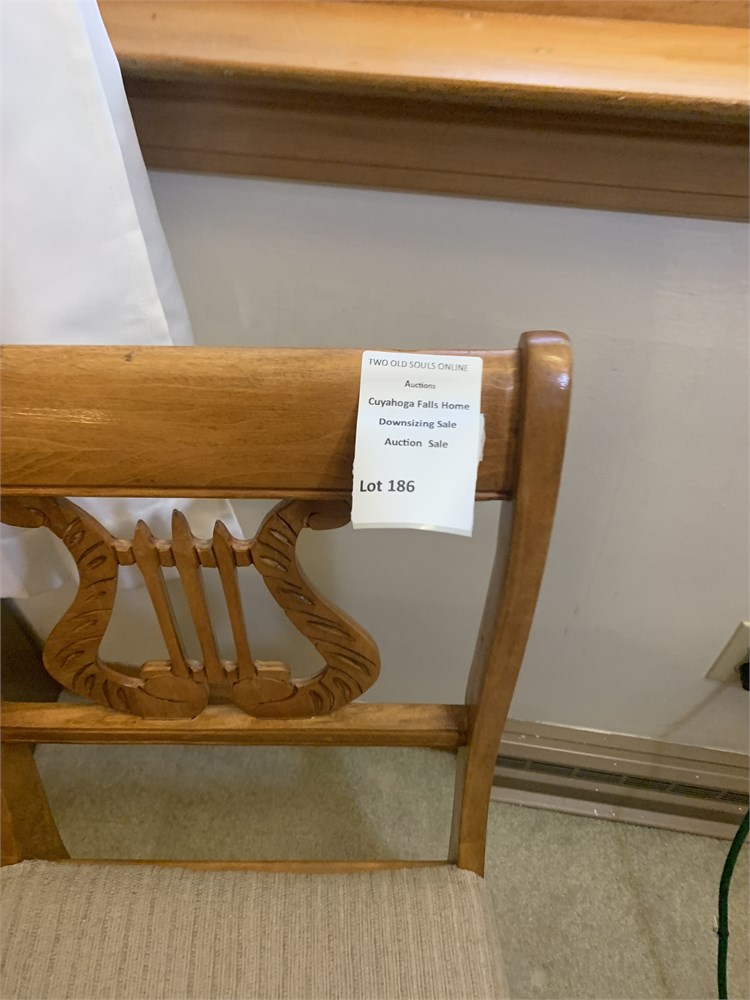 TWO OLD SOULS ONLINE
Auctions
Cuyahoga Falls Home
Downsizing Sale
Auction Sale
Lot 186